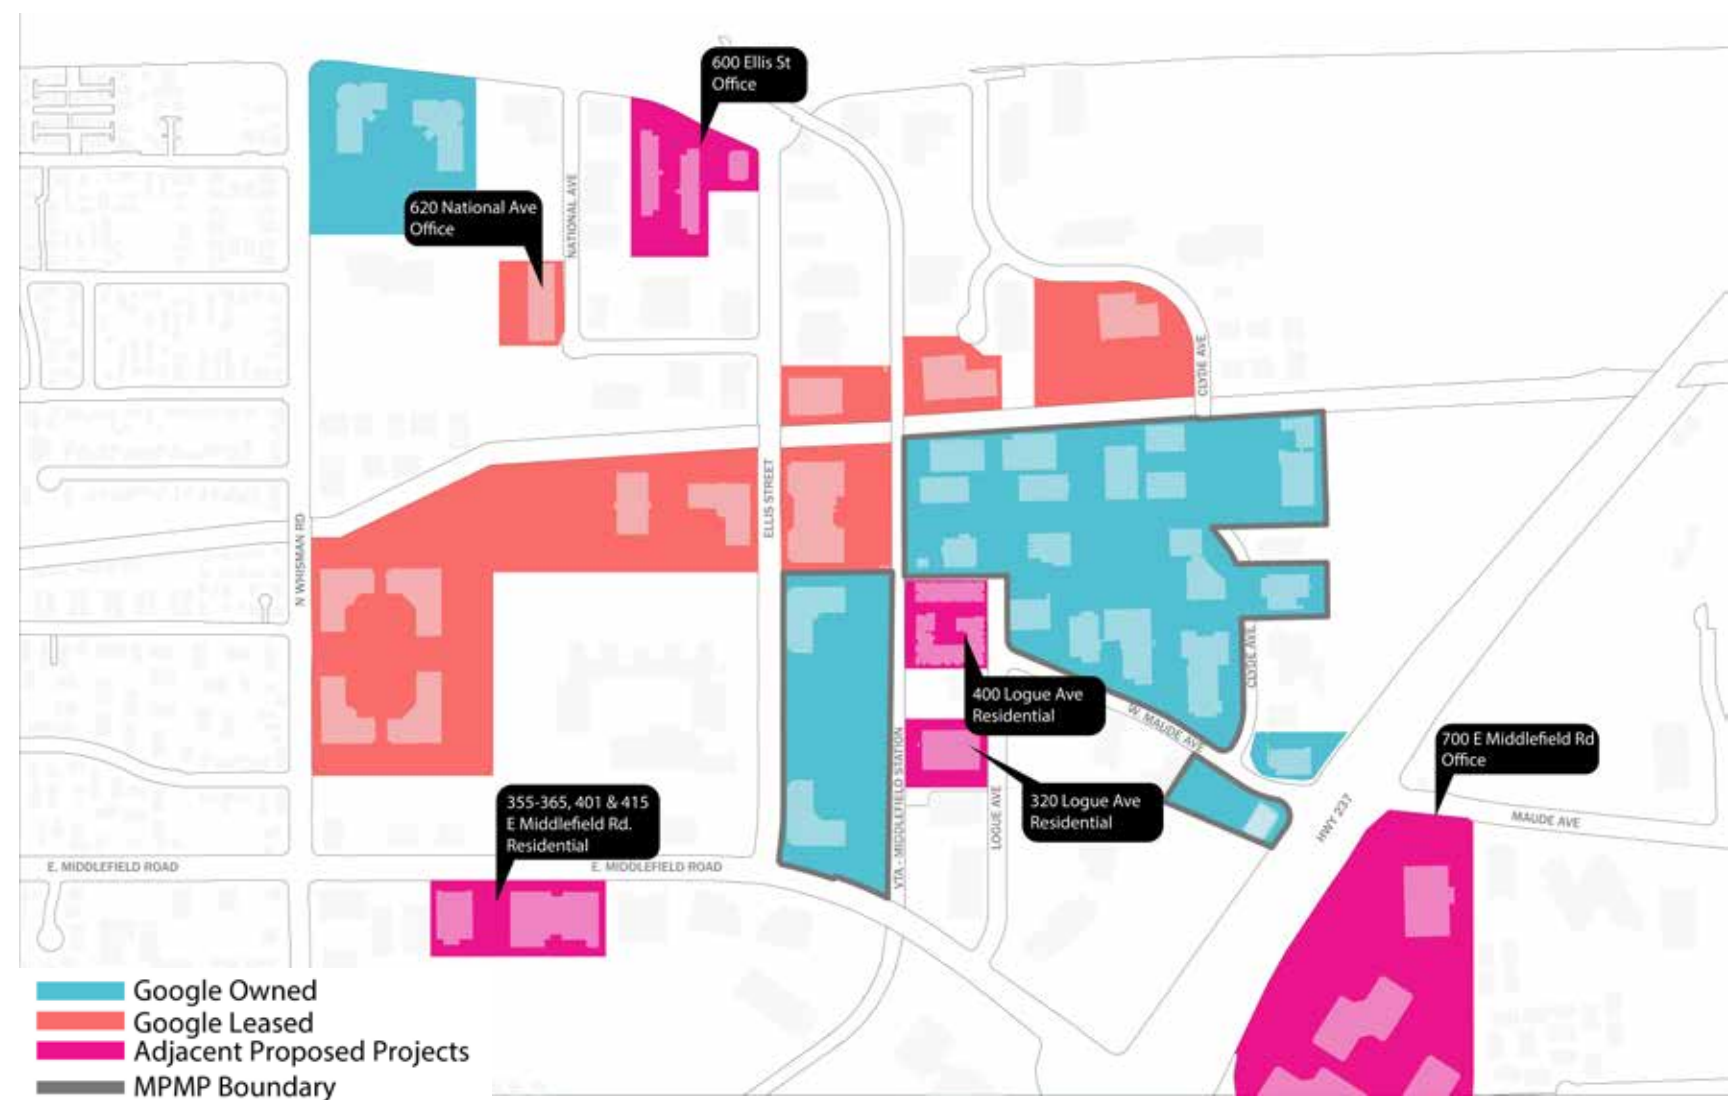 600 Ellis St
Office
620 National Ave
Office
NATIONAL AVE
CLYDE AVE
ELLIS STREET
N WHISMAN RD
CLYDE AVE
400 Logue Ave
Residential
W. MAUDE AVE
700 E Middlefield Rd
Office
320 Logue Ave
Residential
VTA - MIDDLEFIELD STATION
LOGUE AVE
HWY 237
MAUDE AVE
355-365, 401 & 415
E Middlefield Rd.
Residential
E. MIDDLEFIELD ROAD
E. MIDDLEFIELD ROAD
Google Owned
Google Leased
Adjacent Proposed Projects
MPMP Boundary